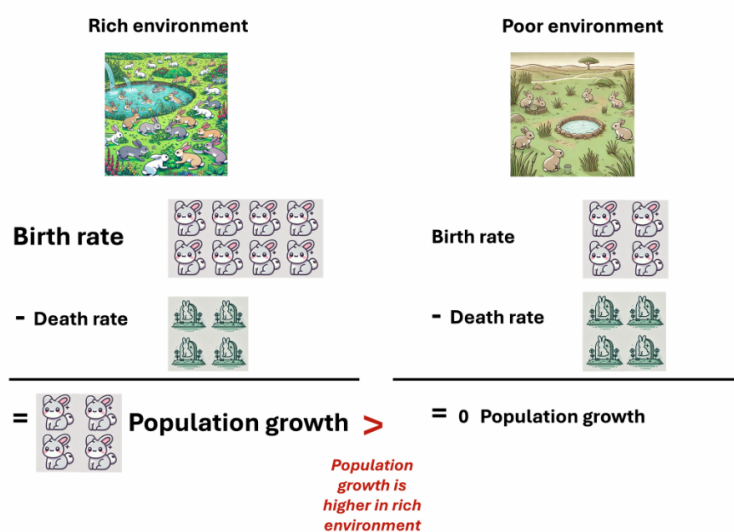 Rich environment
Poor environment
Birth rate
Birth rate
- Death rate
- Death rate
= Population growth >
= 0 Population growth
Population
growth is
higher in rich
environment